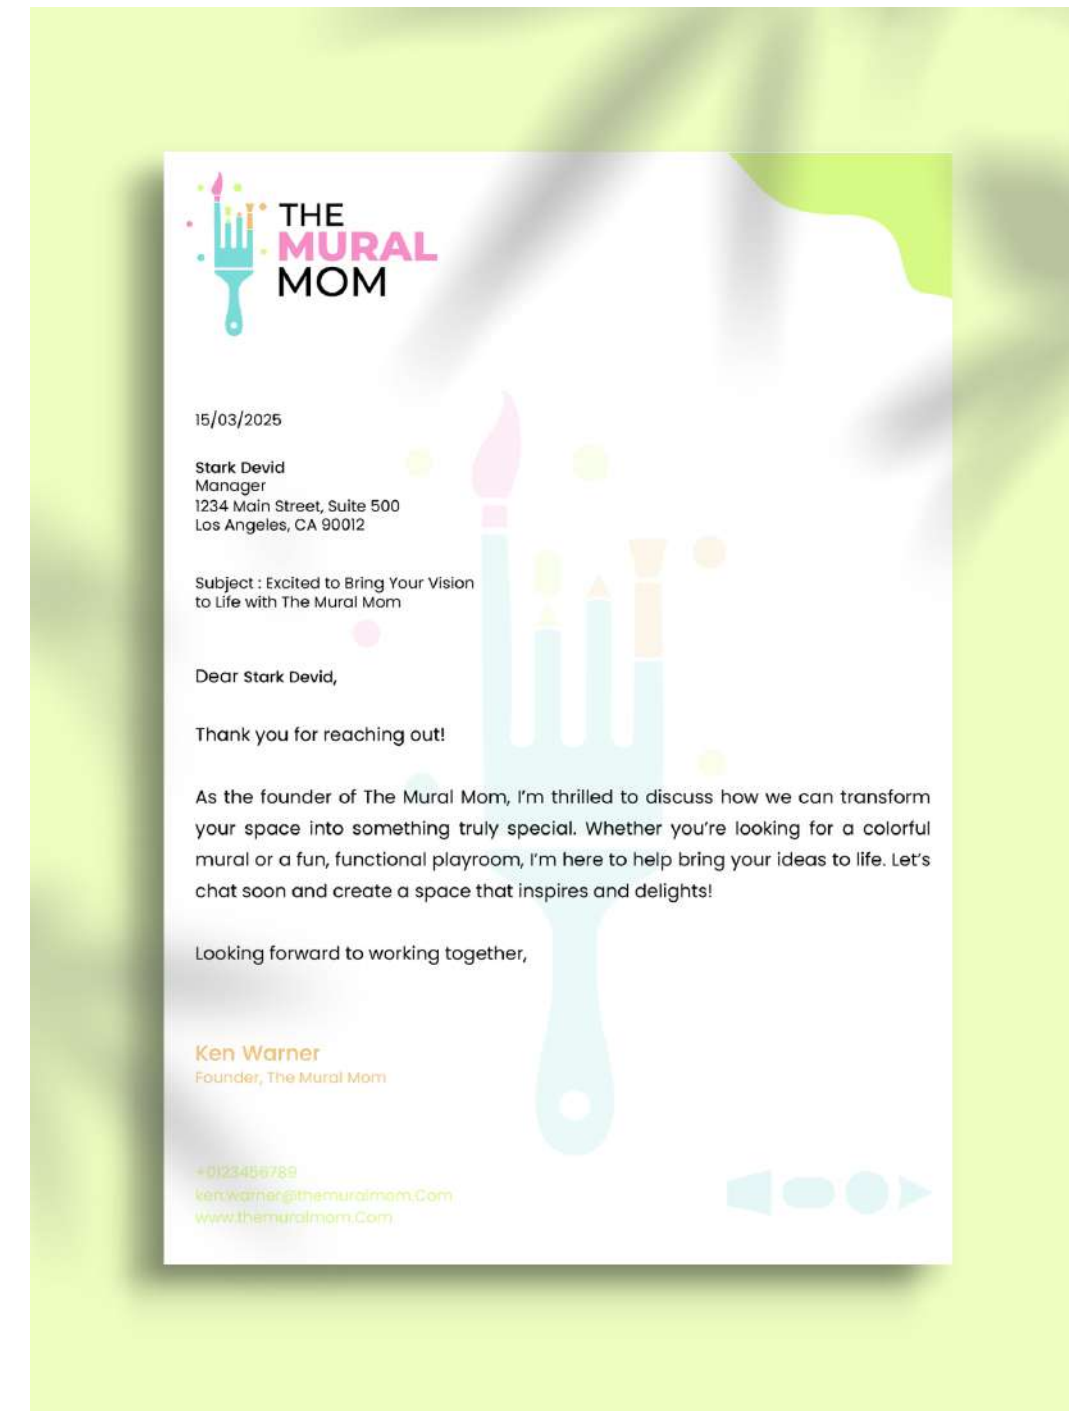 THE
MURAL
MOM
15/03/2025
Stark Devid
Manager
1234 Main Street, Suite 500
Los Angeles, CA 90012
Subject : Excited to Bring Your Vision
to Life with The Mural Mom
Dear Stark Devid,
Thank you for reaching out!
As the founder of The Mural Mom, I'm thrilled to discuss how we can transform
your space into something truly special. Whether you're looking for a colorful
mural or a fun, functional playroom, I'm here to help bring your ideas to life. Let's
chat soon and create a space that inspires and delights!
Looking forward to working together,
Ken Warner
Founder, The Mural Mom
+0123456789
ken.warner@themuralmom.Com
www.themuralmom.Com